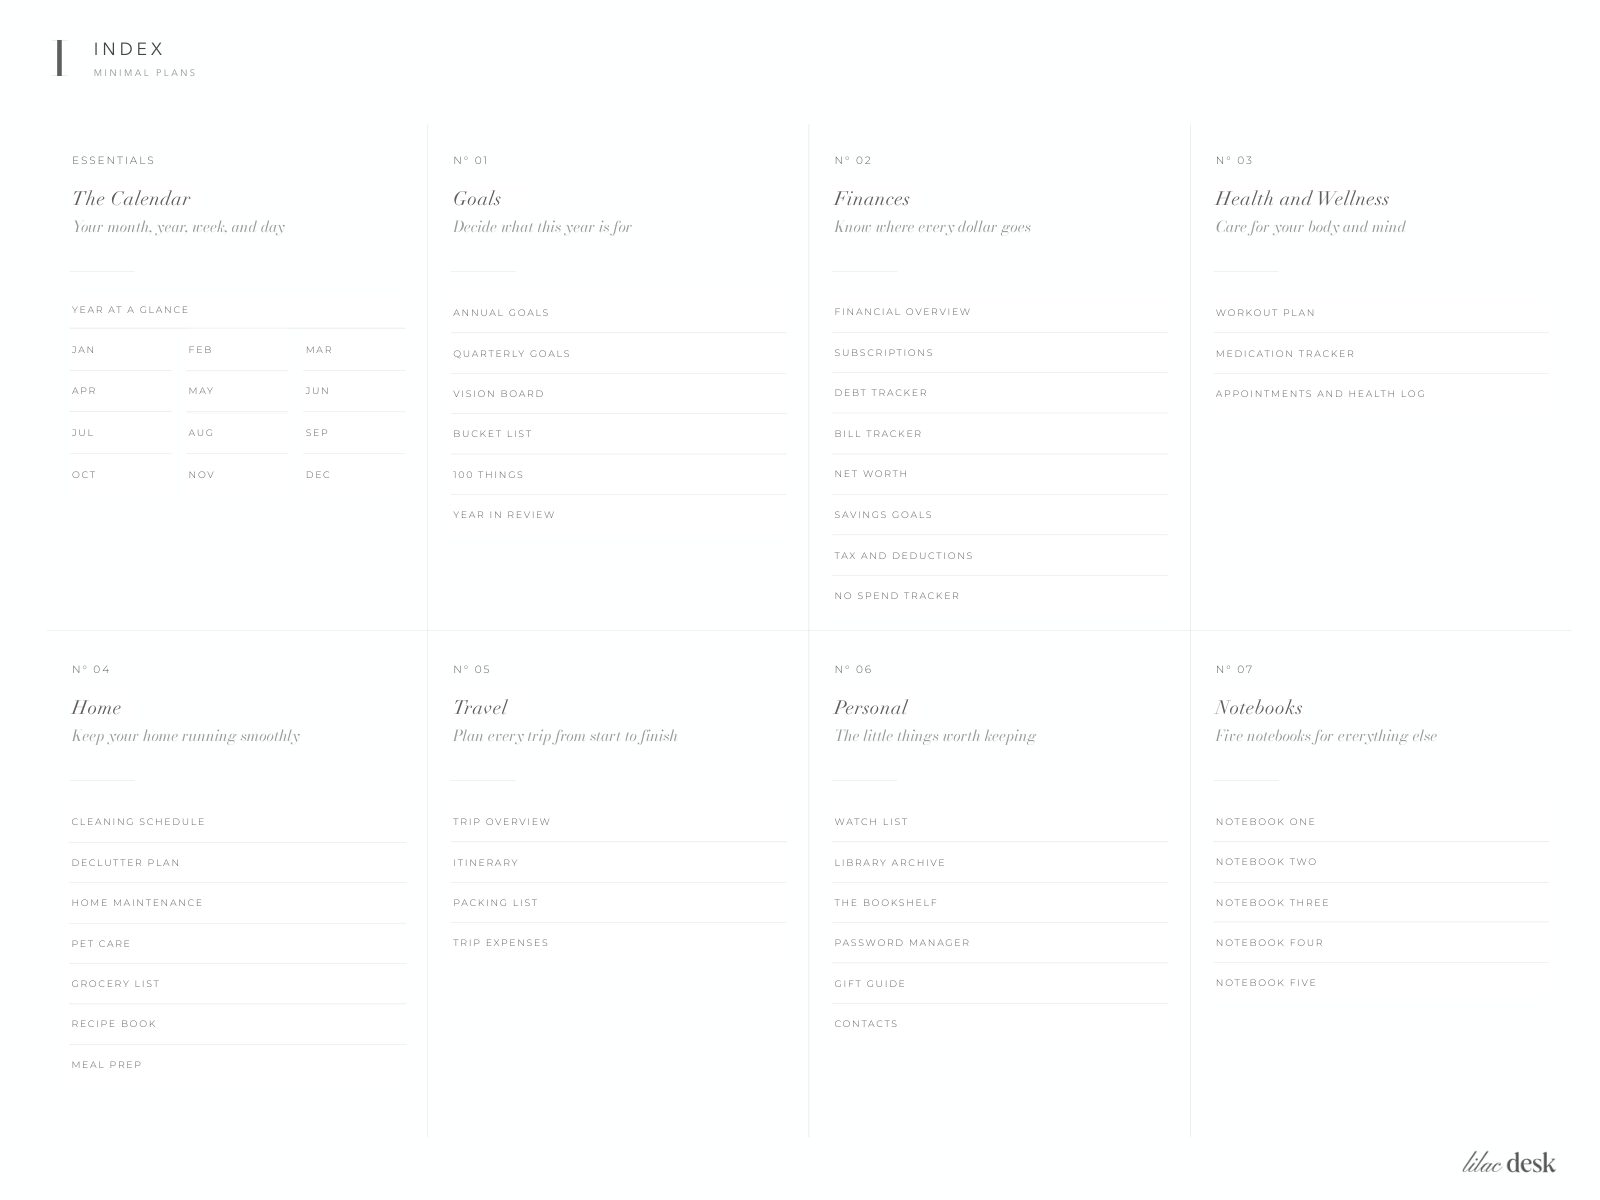 I
INDEX
MINIMAL PLANS
ESSENTIALS
The Calendar
Your month, year, week, and day
YEAR AT A GLANCE
JAN FEB MAR
APR MAY JUN
JUL AUG SEP
OCT NOV DEC
N° 01
Goals
Decide what this year is for
ANNUAL GOALS
QUARTERLY GOALS
VISION BOARD
BUCKET LIST
100 THINGS
YEAR IN REVIEW
N° 02
Finances
Know where every dollar goes
FINANCIAL OVERVIEW
SUBSCRIPTIONS
DEBT TRACKER
BILL TRACKER
NET WORTH
SAVINGS GOALS
TAX AND DEDUCTIONS
NO SPEND TRACKER
N° 03
Health and Wellness
Care for your body and mind
WORKOUT PLAN
MEDICATION TRACKER
APPOINTMENTS AND HEALTH LOG
N° 04
Home
Keep your home running smoothly
CLEANING SCHEDULE
DECLUTTER PLAN
HOME MAINTENANCE
PET CARE
GROCERY LIST
RECIPE BOOK
MEAL PREP
N° 05
Travel
Plan every trip from start to finish
TRIP OVERVIEW
ITINERARY
PACKING LIST
TRIP EXPENSES
N° 06
Personal
The little things worth keeping
WATCH LIST
LIBRARY ARCHIVE
THE BOOKSHELF
PASSWORD MANAGER
GIFT GUIDE
CONTACTS
N° 07
Notebooks
Five notebooks for everything else
NOTEBOOK ONE
NOTEBOOK TWO
NOTEBOOK THREE
NOTEBOOK FOUR
NOTEBOOK FIVE
lilac desk